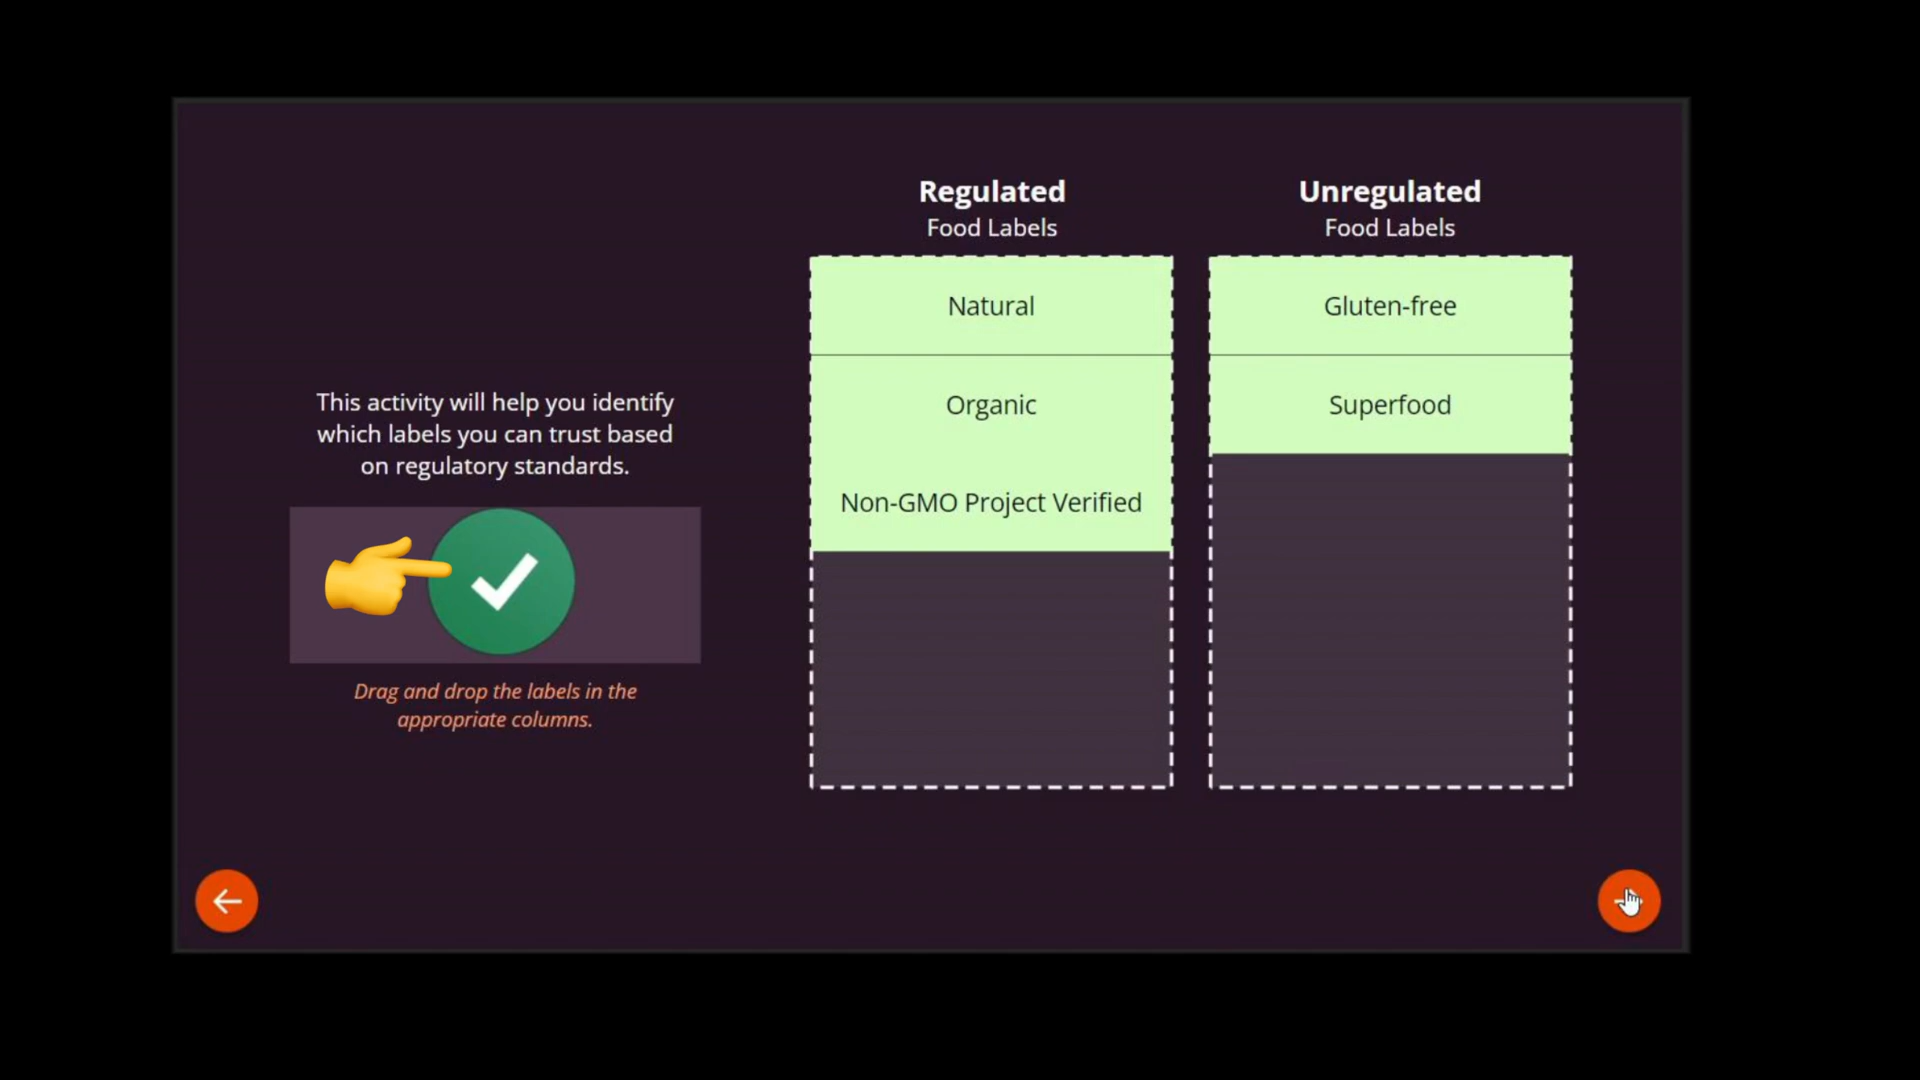 This activity will help you identify
which labels you can trust based
on regulatory standards.
Drag and drop the labels in the
appropriate columns.
Regulated
Food Labels
Natural
Organic
Non-GMO Project Verified
Unregulated
Food Labels
Gluten-free
Superfood